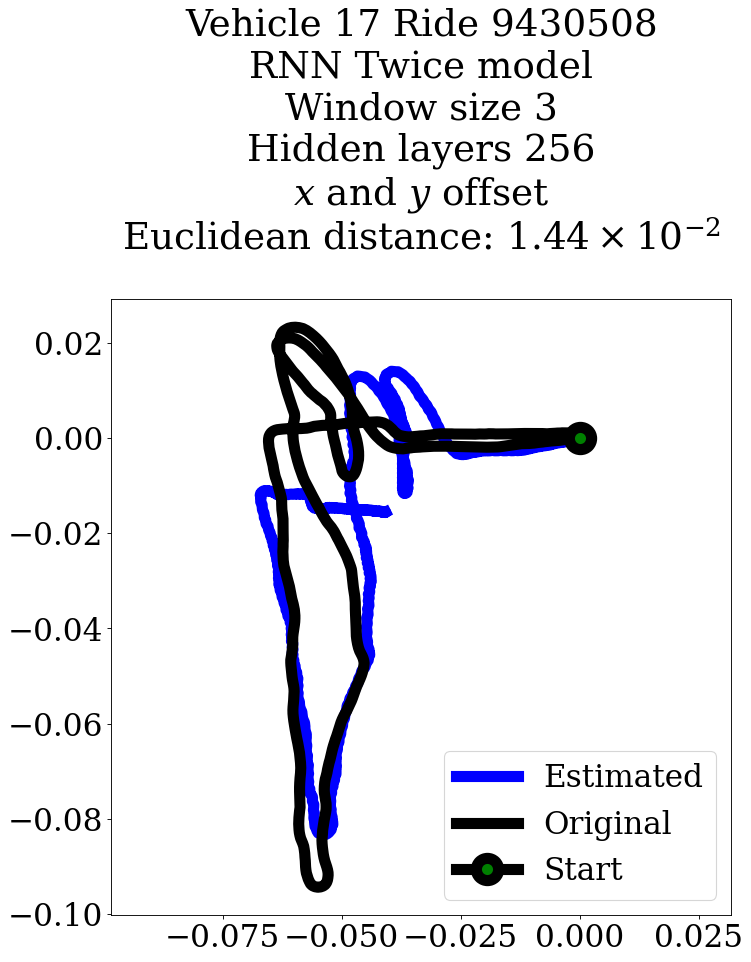 Vehicle 17 Ride 9430508
RNN Twice model
Window size 3
Hidden layers 256
x and y offset
Euclidean distance: 1.44 × 10⁻²
0.02
0.00
−0.02
−0.04
−0.06
−0.08
−0.10
Estimated
Original
Start
−0.075 −0.050 −0.025 0.000 0.025